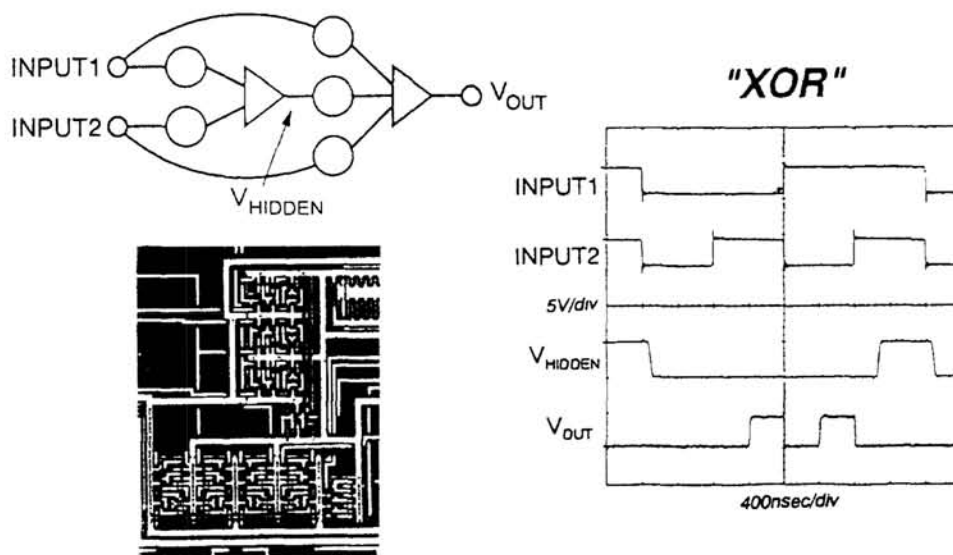 INPUT1
INPUT2
VHIDDEN
VOUT
"XOR"
INPUT1
INPUT2
5V/div
VHIDDEN
VOUT
400nsec/div